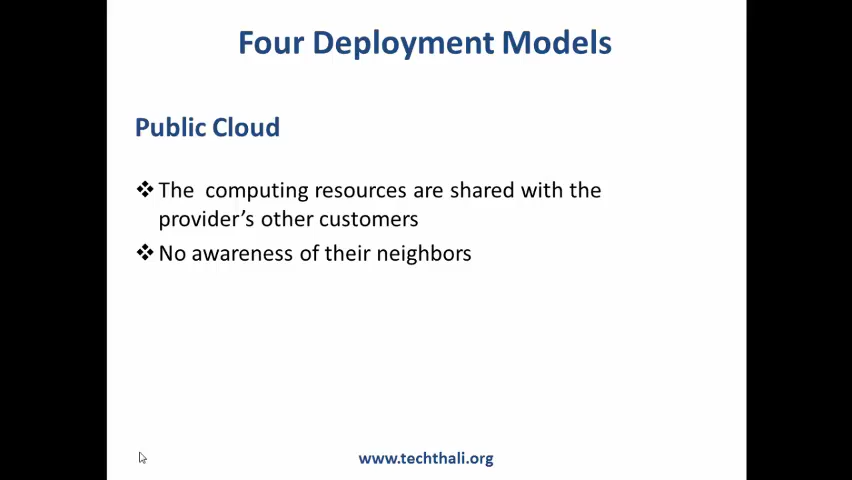 Four Deployment Models
Public Cloud
❖ The computing resources are shared with the
provider's other customers
❖ No awareness of their neighbors
www.techthali.org